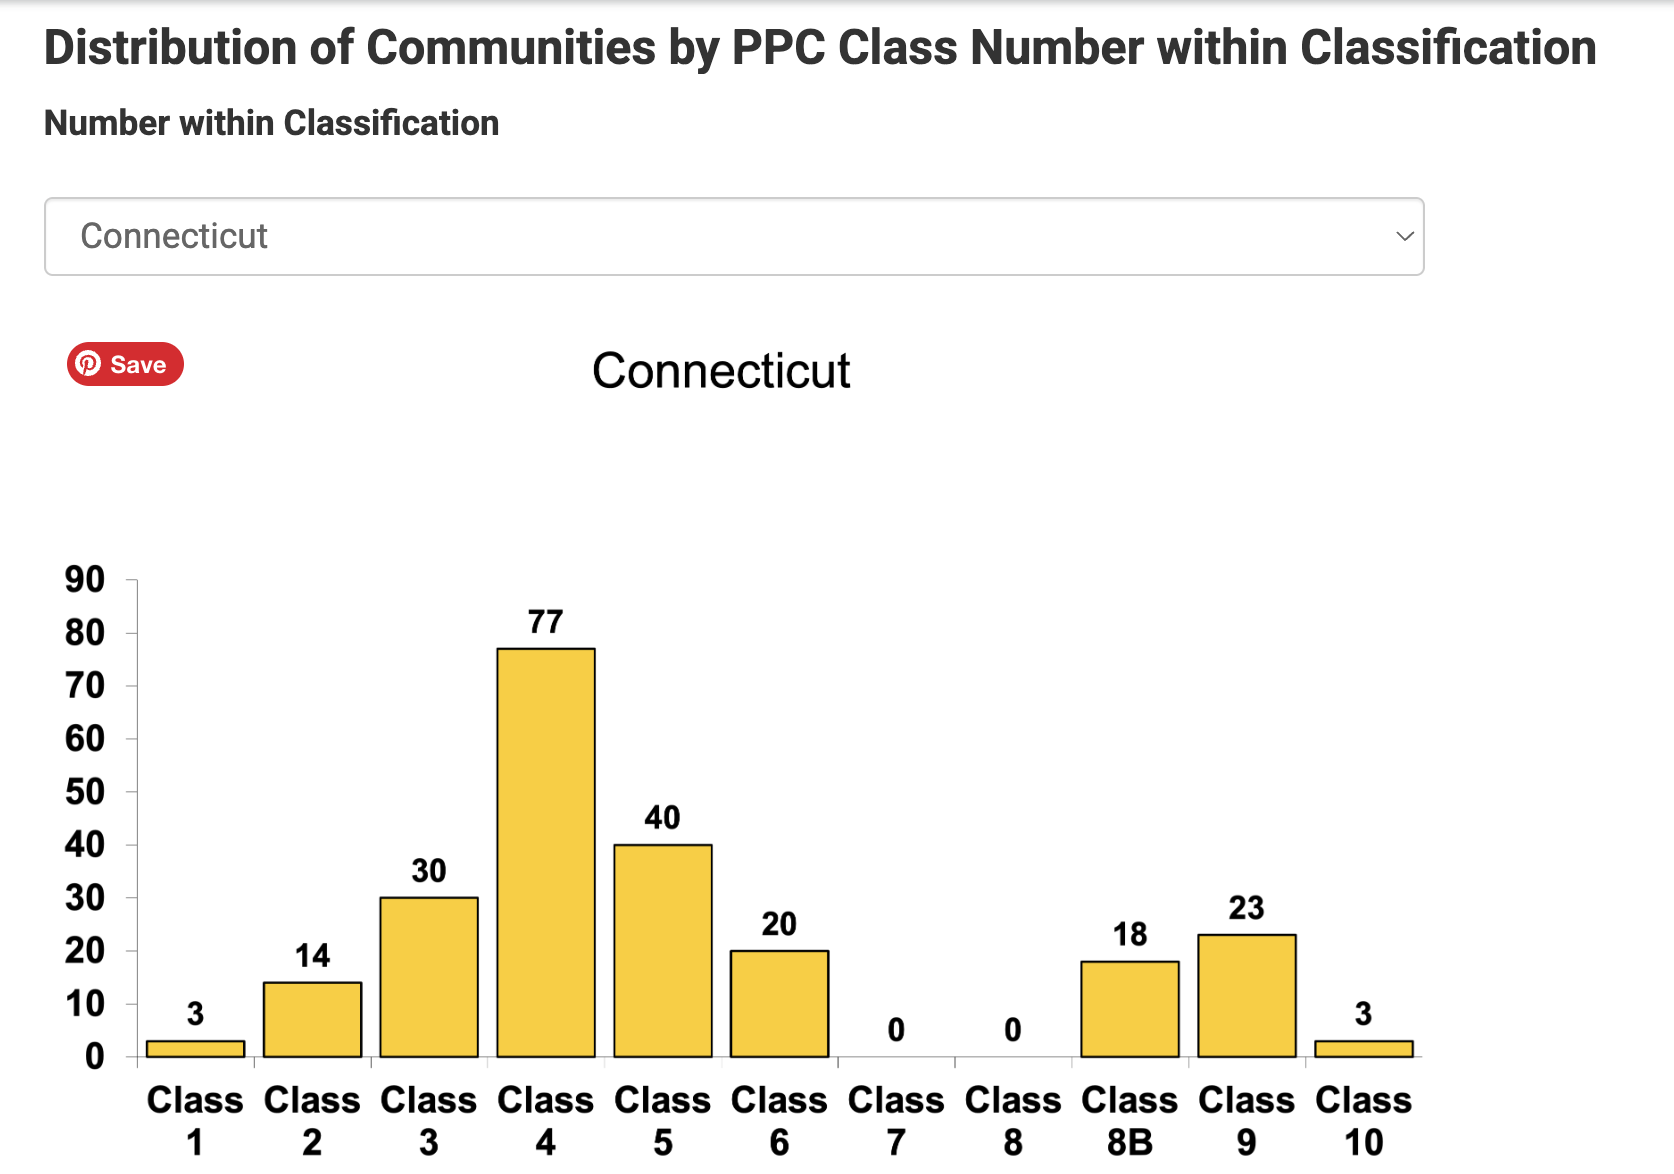 Distribution of Communities by PPC Class Number within Classification
Number within Classification
Connecticut
Save
Connecticut
90
80
70
60
50
40
30
20
10
0
3
14
30
77
40
20
0
0
18
23
3
Class 1
Class 2
Class 3
Class 4
Class 5
Class 6
Class 7
Class 8
Class 8B
Class 9
Class 10